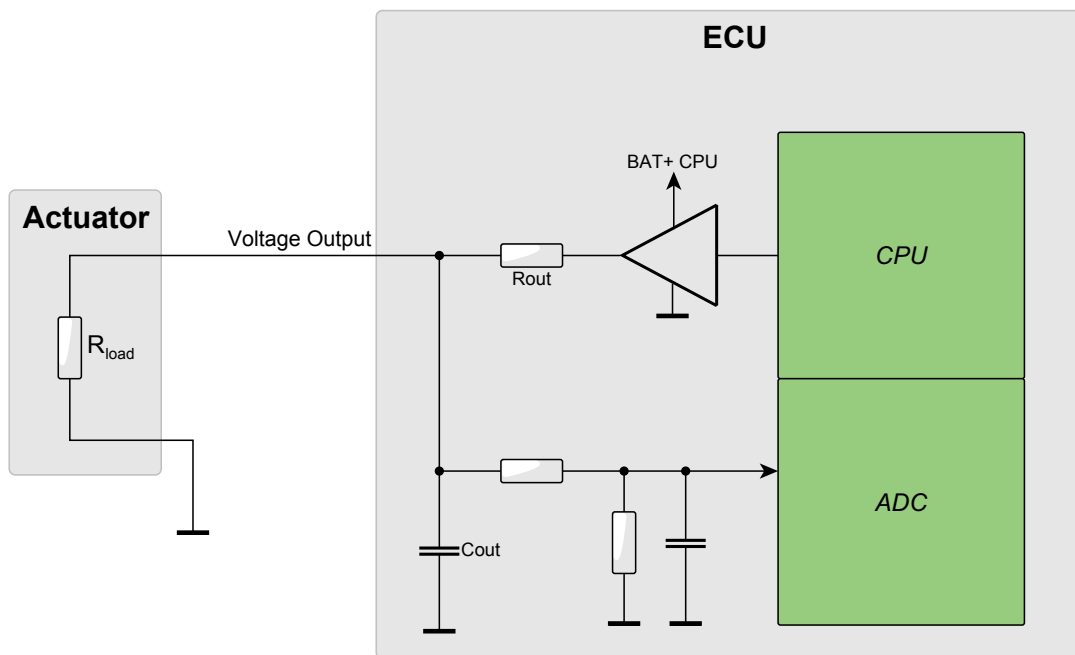 ECU
BAT+ CPU
Actuator
Voltage Output
Rout
CPU
Rload
ADC
Cout